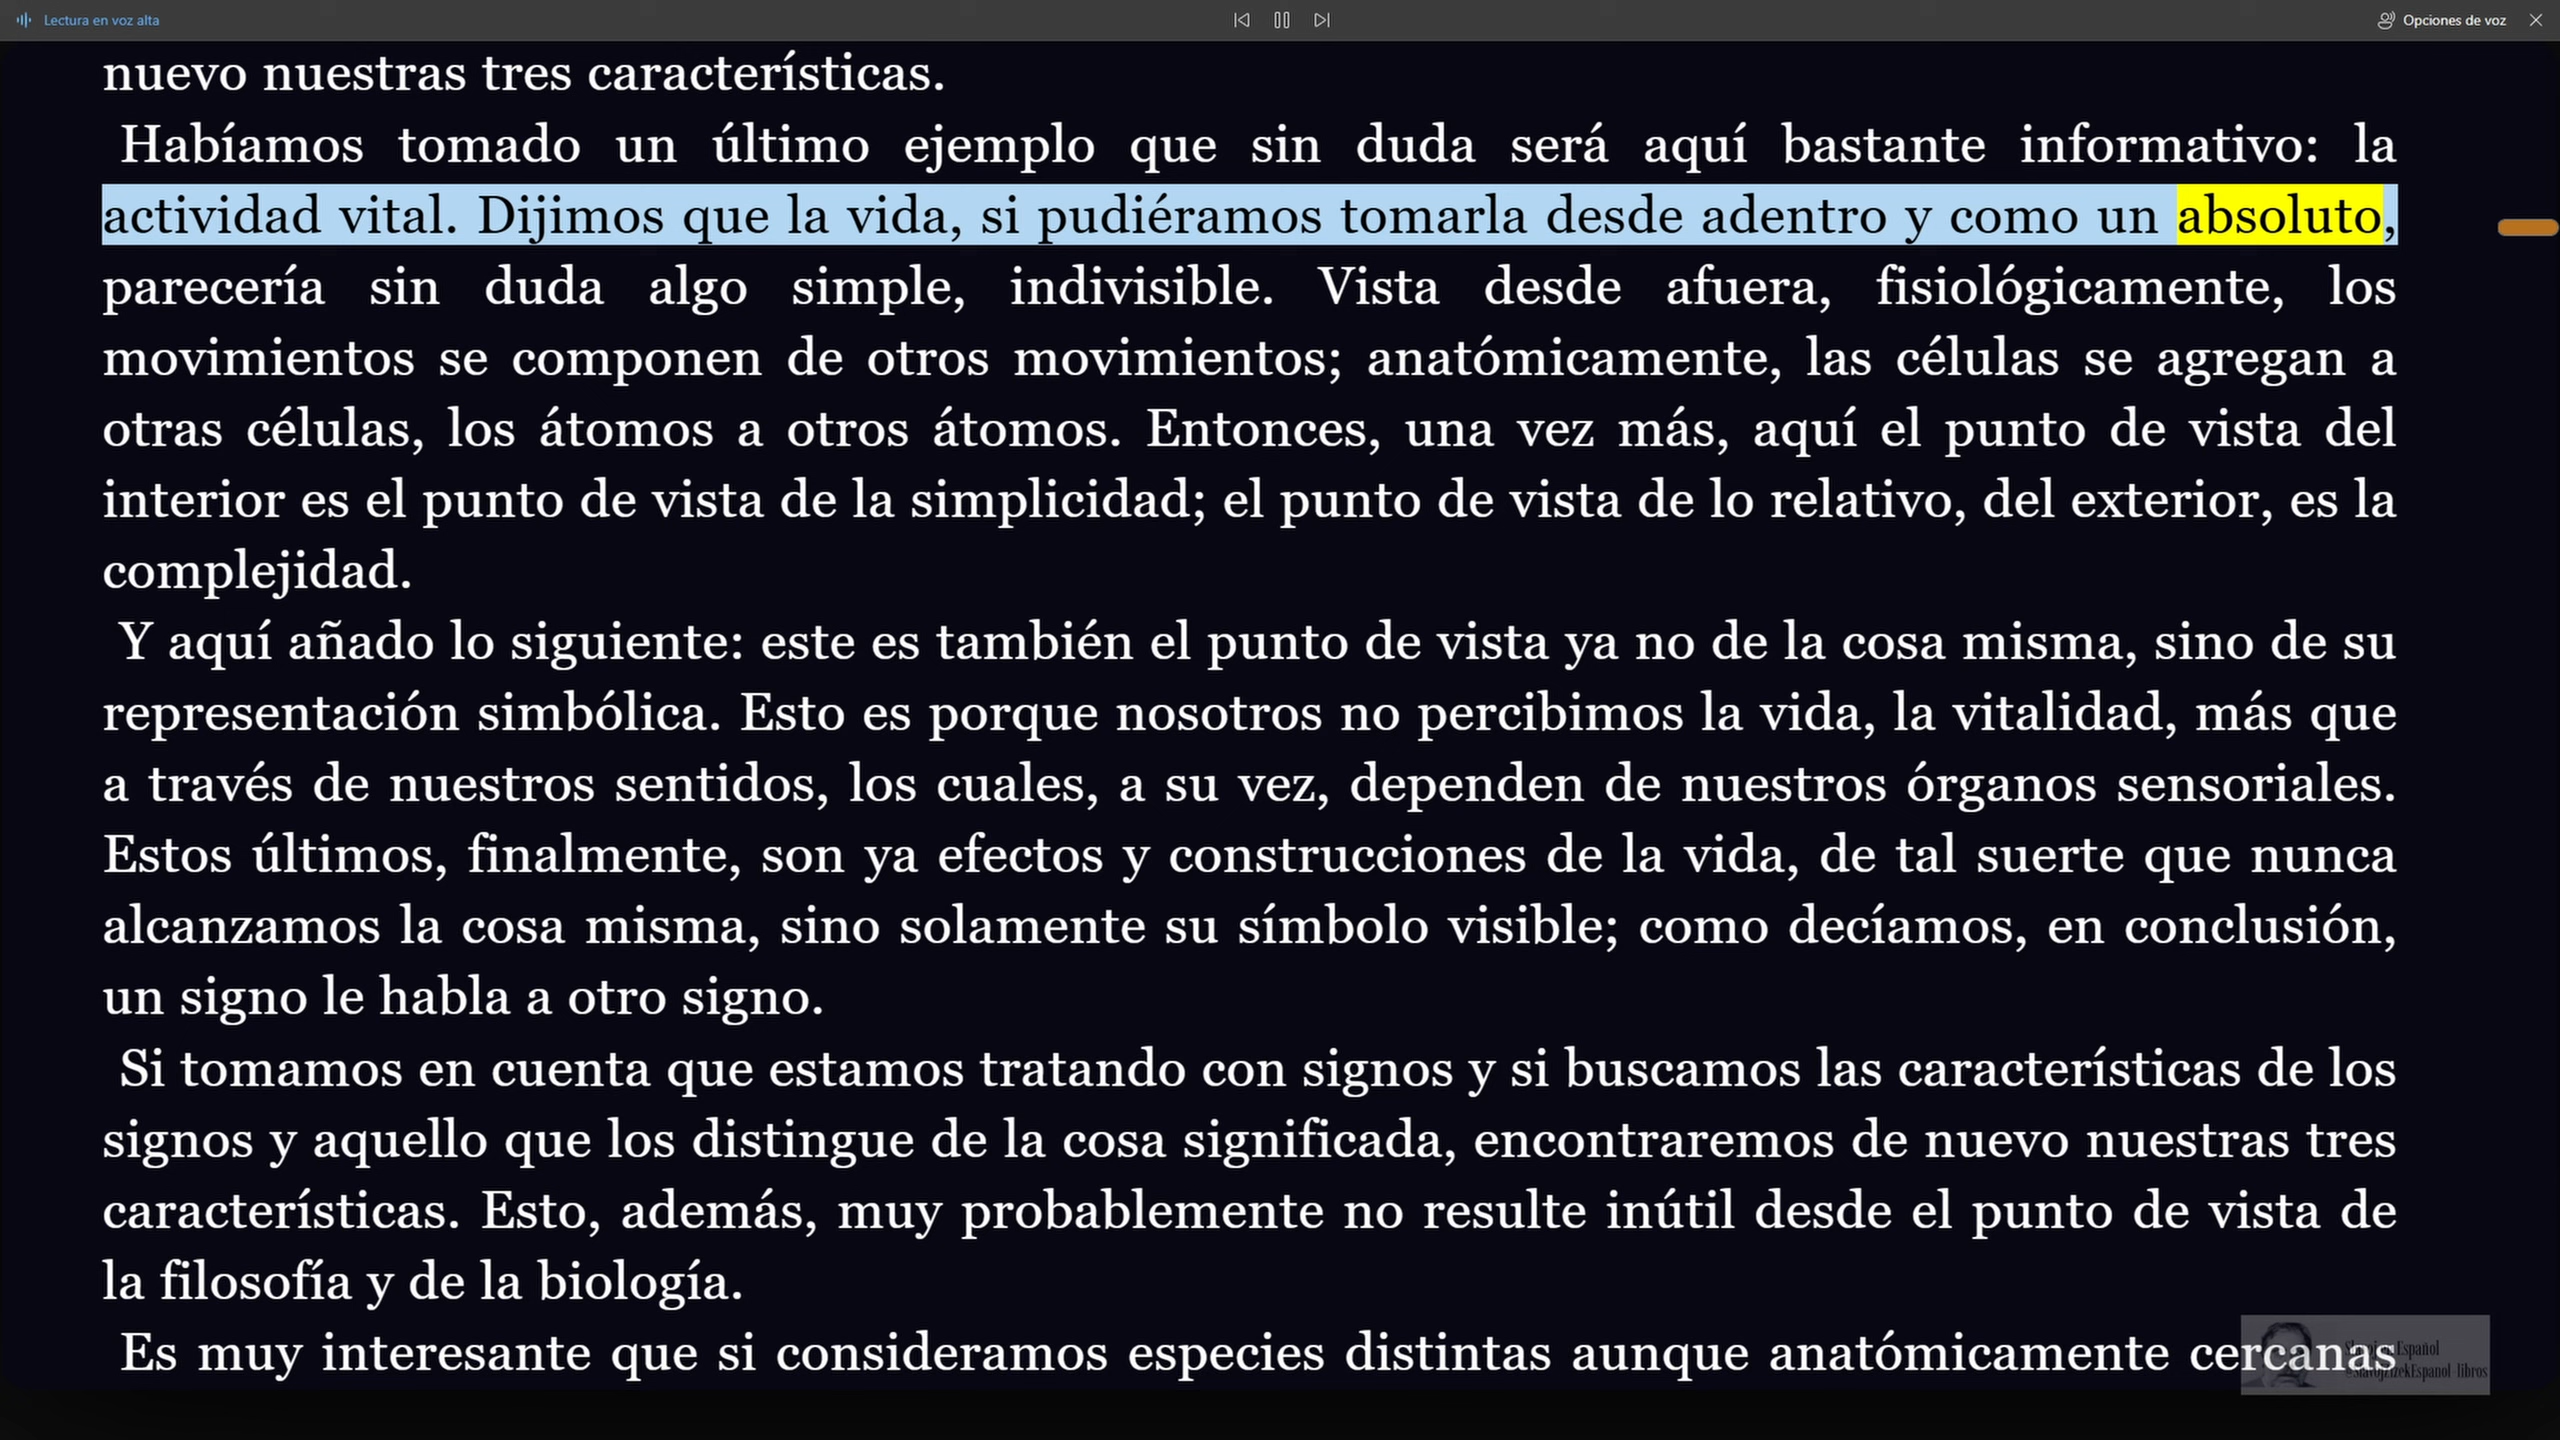 Lectura en voz alta
Opciones de voz
nuevo nuestras tres características.
Habíamos tomado un último ejemplo que sin duda será aquí bastante informativo: la
actividad vital. Dijimos que la vida, si pudiéramos tomarla desde adentro y como un absoluto,
parecería sin duda algo simple, indivisible. Vista desde afuera, fisiológicamente, los
movimientos se componen de otros movimientos; anatómicamente, las células se agregan a
otras células, los átomos a otros átomos. Entonces, una vez más, aquí el punto de vista del
interior es el punto de vista de la simplicidad; el punto de vista de lo relativo, del exterior, es la
complejidad.
Y aquí añado lo siguiente: este es también el punto de vista ya no de la cosa misma, sino de su
representación simbólica. Esto es porque nosotros no percibimos la vida, la vitalidad, más que
a través de nuestros sentidos, los cuales, a su vez, dependen de nuestros órganos sensoriales.
Estos últimos, finalmente, son ya efectos y construcciones de la vida, de tal suerte que nunca
alcanzamos la cosa misma, sino solamente su símbolo visible; como decíamos, en conclusión,
un signo le habla a otro signo.
Si tomamos en cuenta que estamos tratando con signos y si buscamos las características de los
signos y aquello que los distingue de la cosa significada, encontraremos de nuevo nuestras tres
características. Esto, además, muy probablemente no resulte inútil desde el punto de vista de
la filosofía y de la biología.
Es muy interesante que si consideramos especies distintas aunque anatómicamente cercanas
Español